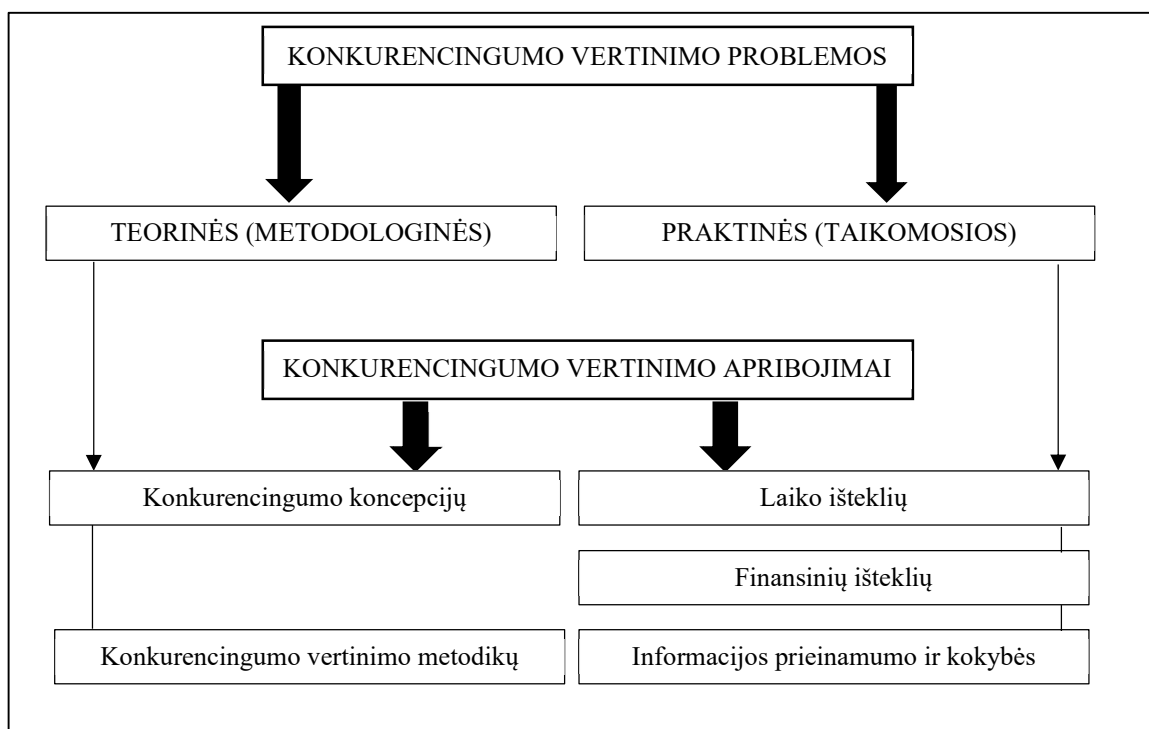 KONKURENCINGUMO VERTINIMO PROBLEMOS
TEORINĖS (METODOLOGINĖS)
PRAKTINĖS (TAIKOMOSIOS)
KONKURENCINGUMO VERTINIMO APRIBOJIMAI
Konkurencingumo koncepcijų
Laiko išteklių
Finansinių išteklių
Konkurencingumo vertinimo metodikų
Informacijos prieinamumo ir kokybės